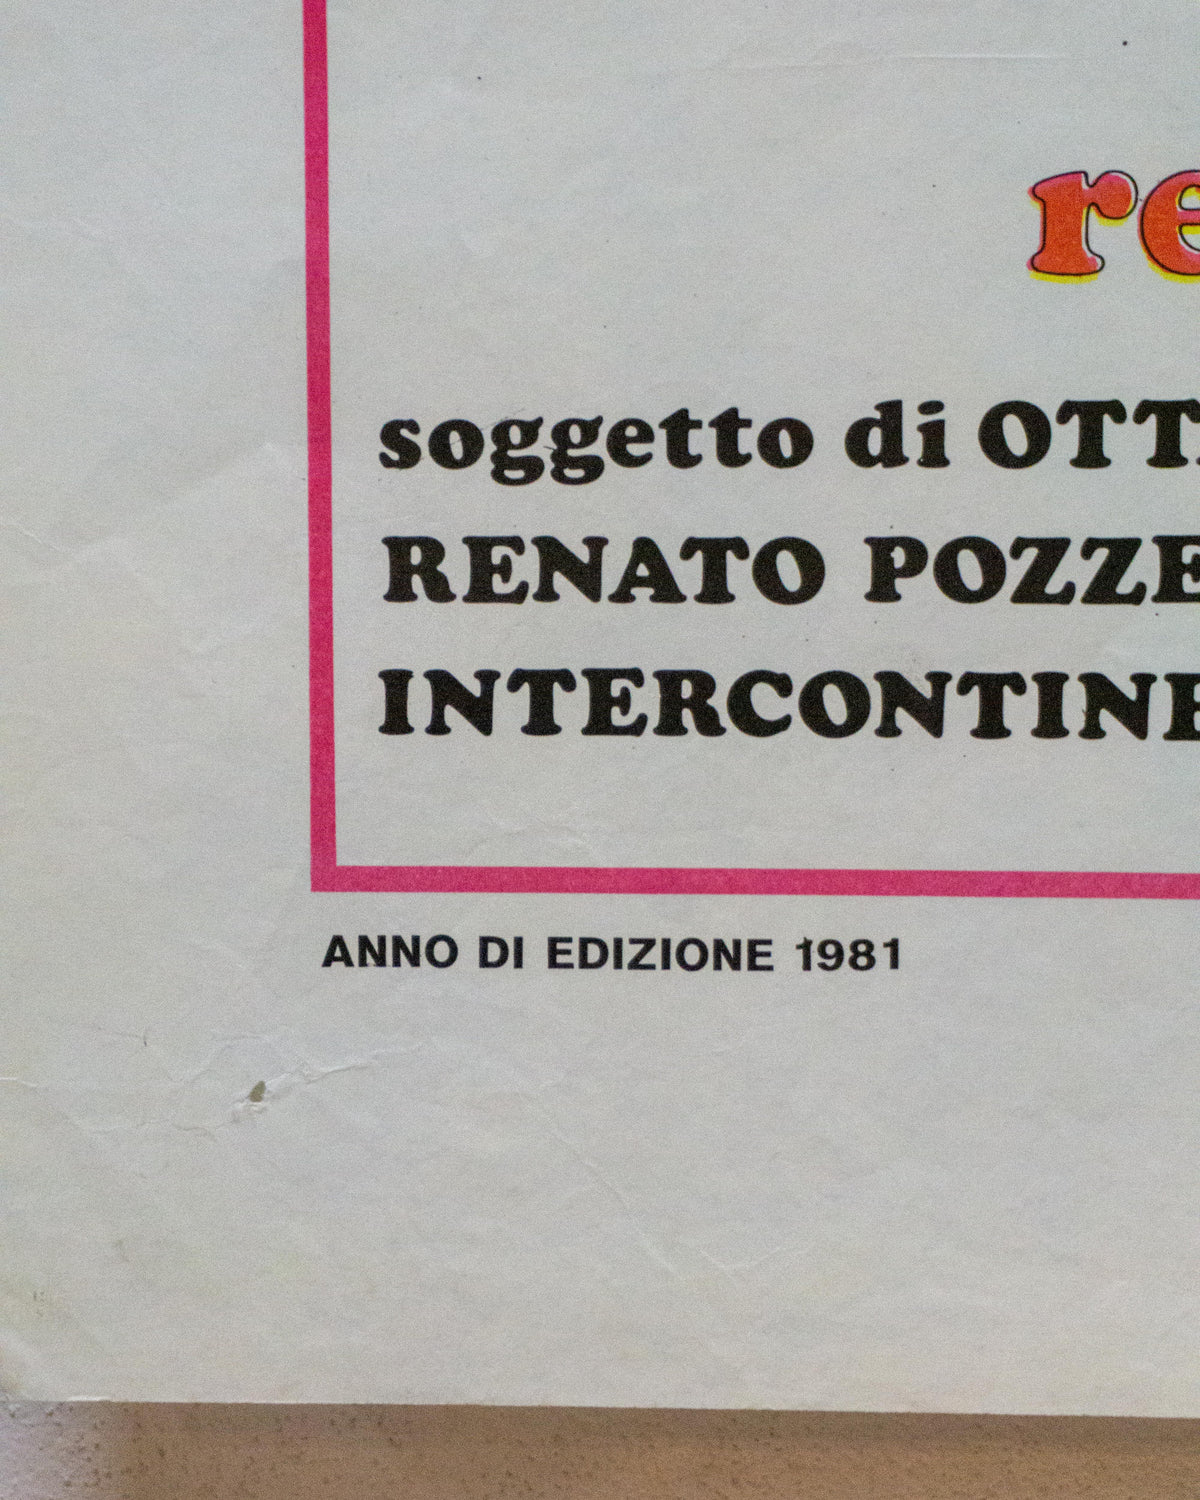 re
soggetto di OTT
RENATO POZZE
INTERCONTINE
ANNO DI EDIZIONE 1981